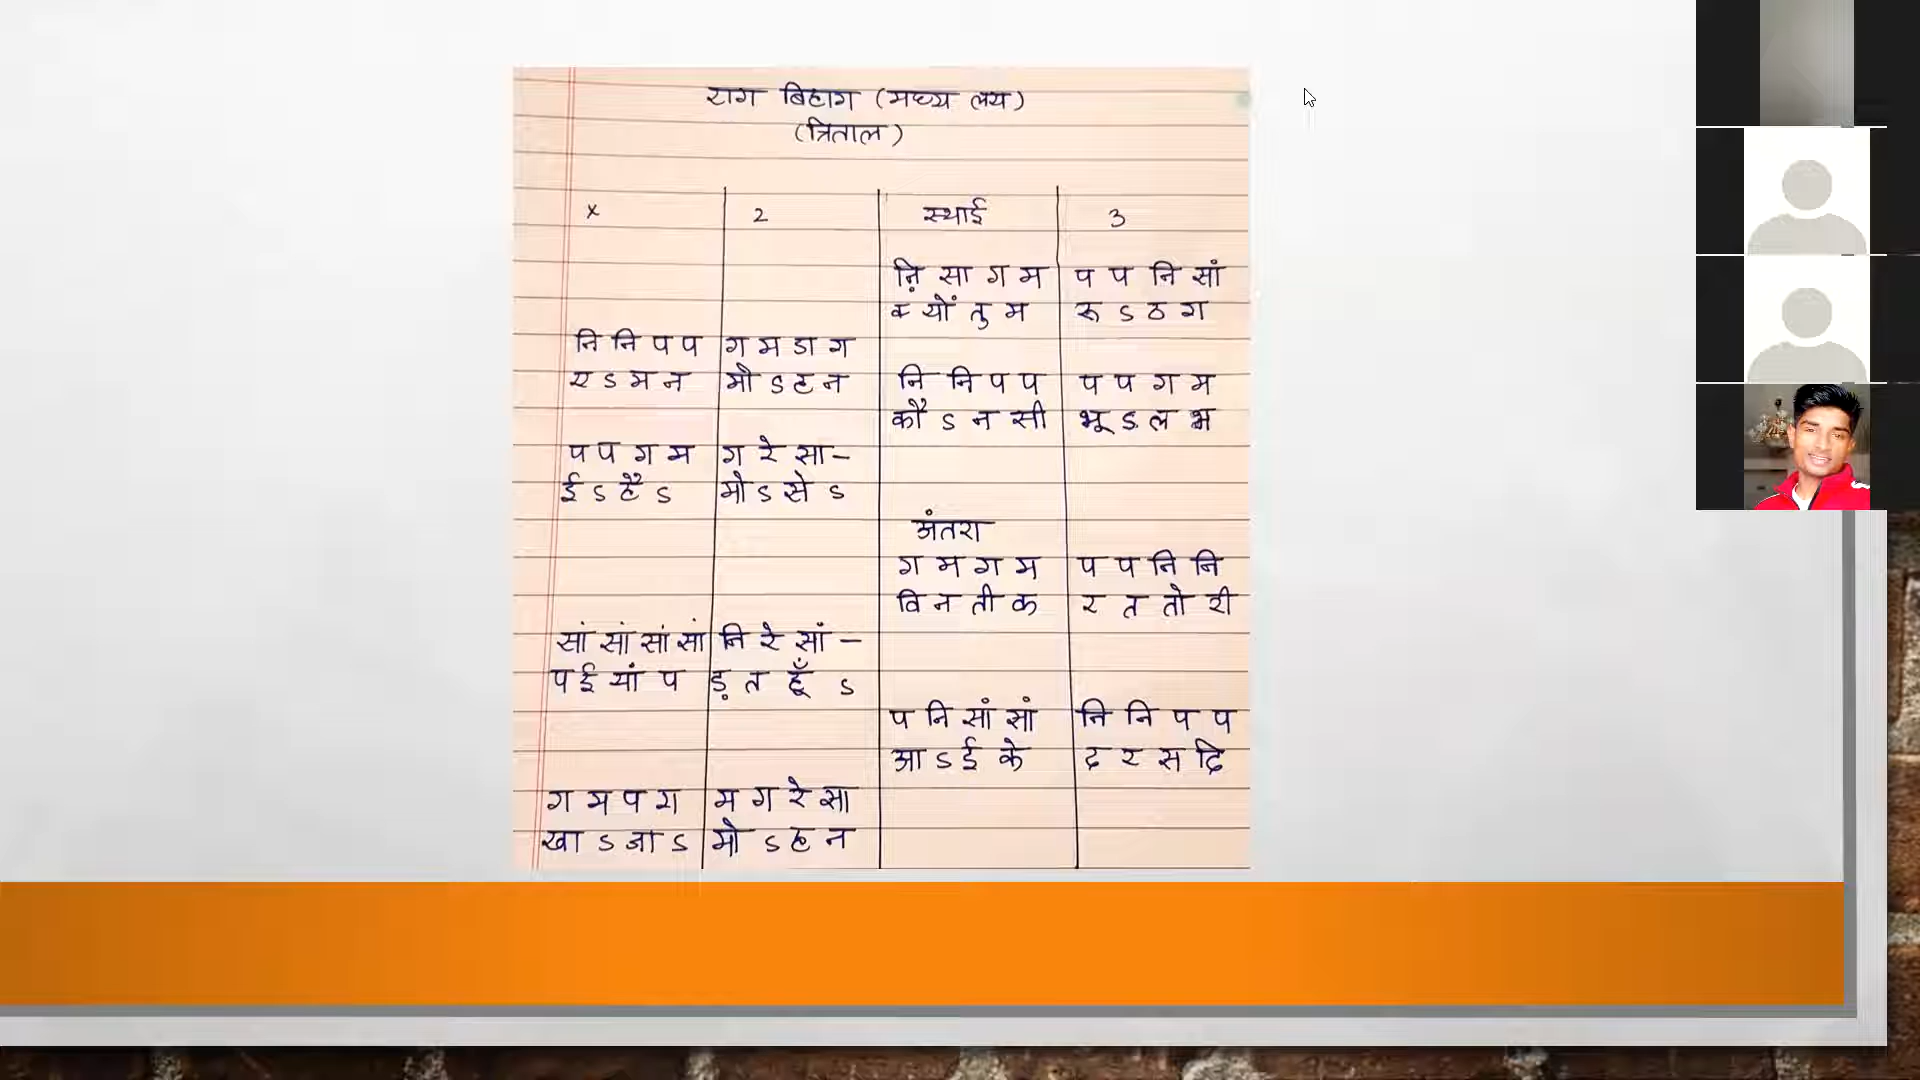 राग बिहाग (मध्य लय)
(त्रिताल)
x 2 स्थाई 3
ऩि सा ग म प प नि सां
क यों तु म रू ऽ ठ ग
नि नि प प ग म डा ग
ए ऽ म न मो ऽ ह न नि नि प प प प ग म
कौ ऽ न सी भू ऽ ल भ
प प ग म ग रे सा -
ई ऽ है ऽ मो ऽ से ऽ
अंतरा
ग म ग म प प नि नि
वि न ती क र त तो री
सां सां सां सां नि रे सां -
प ई यां प ड़ त हूँ ऽ
प नि सां सां नि नि प प
आ ऽ ई के द र स दि
ग म प ग म ग रे सा
खा ऽ जा ऽ मो ऽ ह न